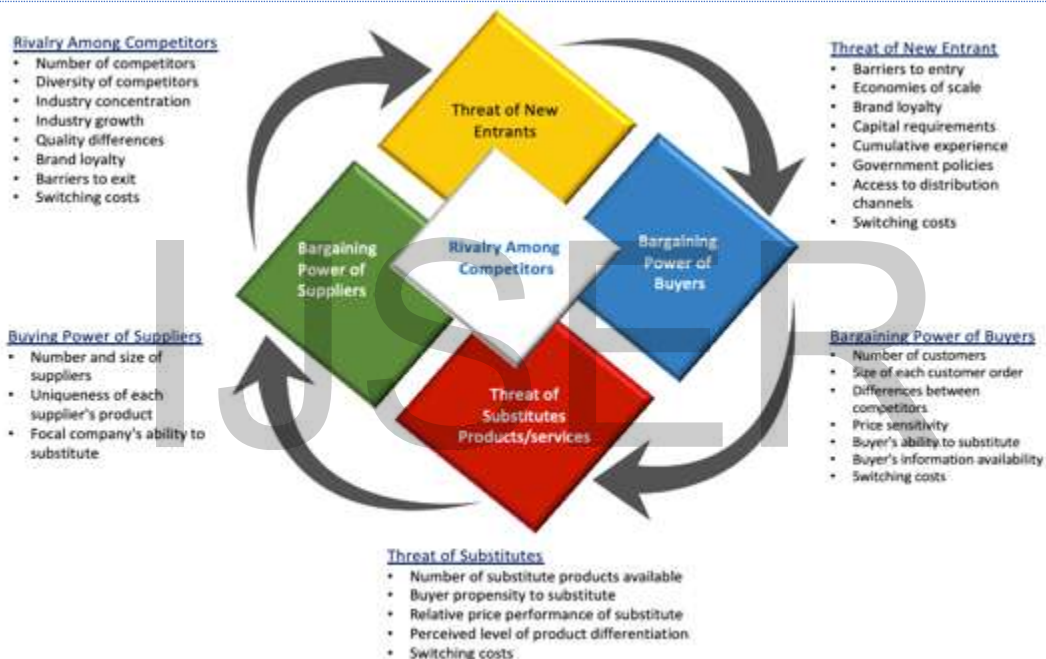 Rivalry Among Competitors
• Number of competitors
• Diversity of competitors
• Industry concentration
• Industry growth
• Quality differences
• Brand loyalty
• Barriers to exit
• Switching costs
Threat of New
Entrants
Threat of New Entrant
• Barriers to entry
• Economies of scale
• Brand loyalty
• Capital requirements
• Cumulative experience
• Government policies
• Access to distribution
channels
• Switching costs
Bargaining
Power of
Suppliers
Rivalry Among
Competitors
Bargaining
Power of
Buyers
Buying Power of Suppliers
• Number and size of
suppliers
• Uniqueness of each
supplier's product
• Focal company's ability to
substitute
Threat of
Substitutes
Products/services
Bargaining Power of Buyers
• Number of customers
• Size of each customer order
• Differences between
competitors
• Price sensitivity
• Buyer's ability to substitute
• Buyer's information availability
• Switching costs
Threat of Substitutes
• Number of substitute products available
• Buyer propensity to substitute
• Relative price performance of substitute
• Perceived level of product differentiation
• Switching costs
IJSER